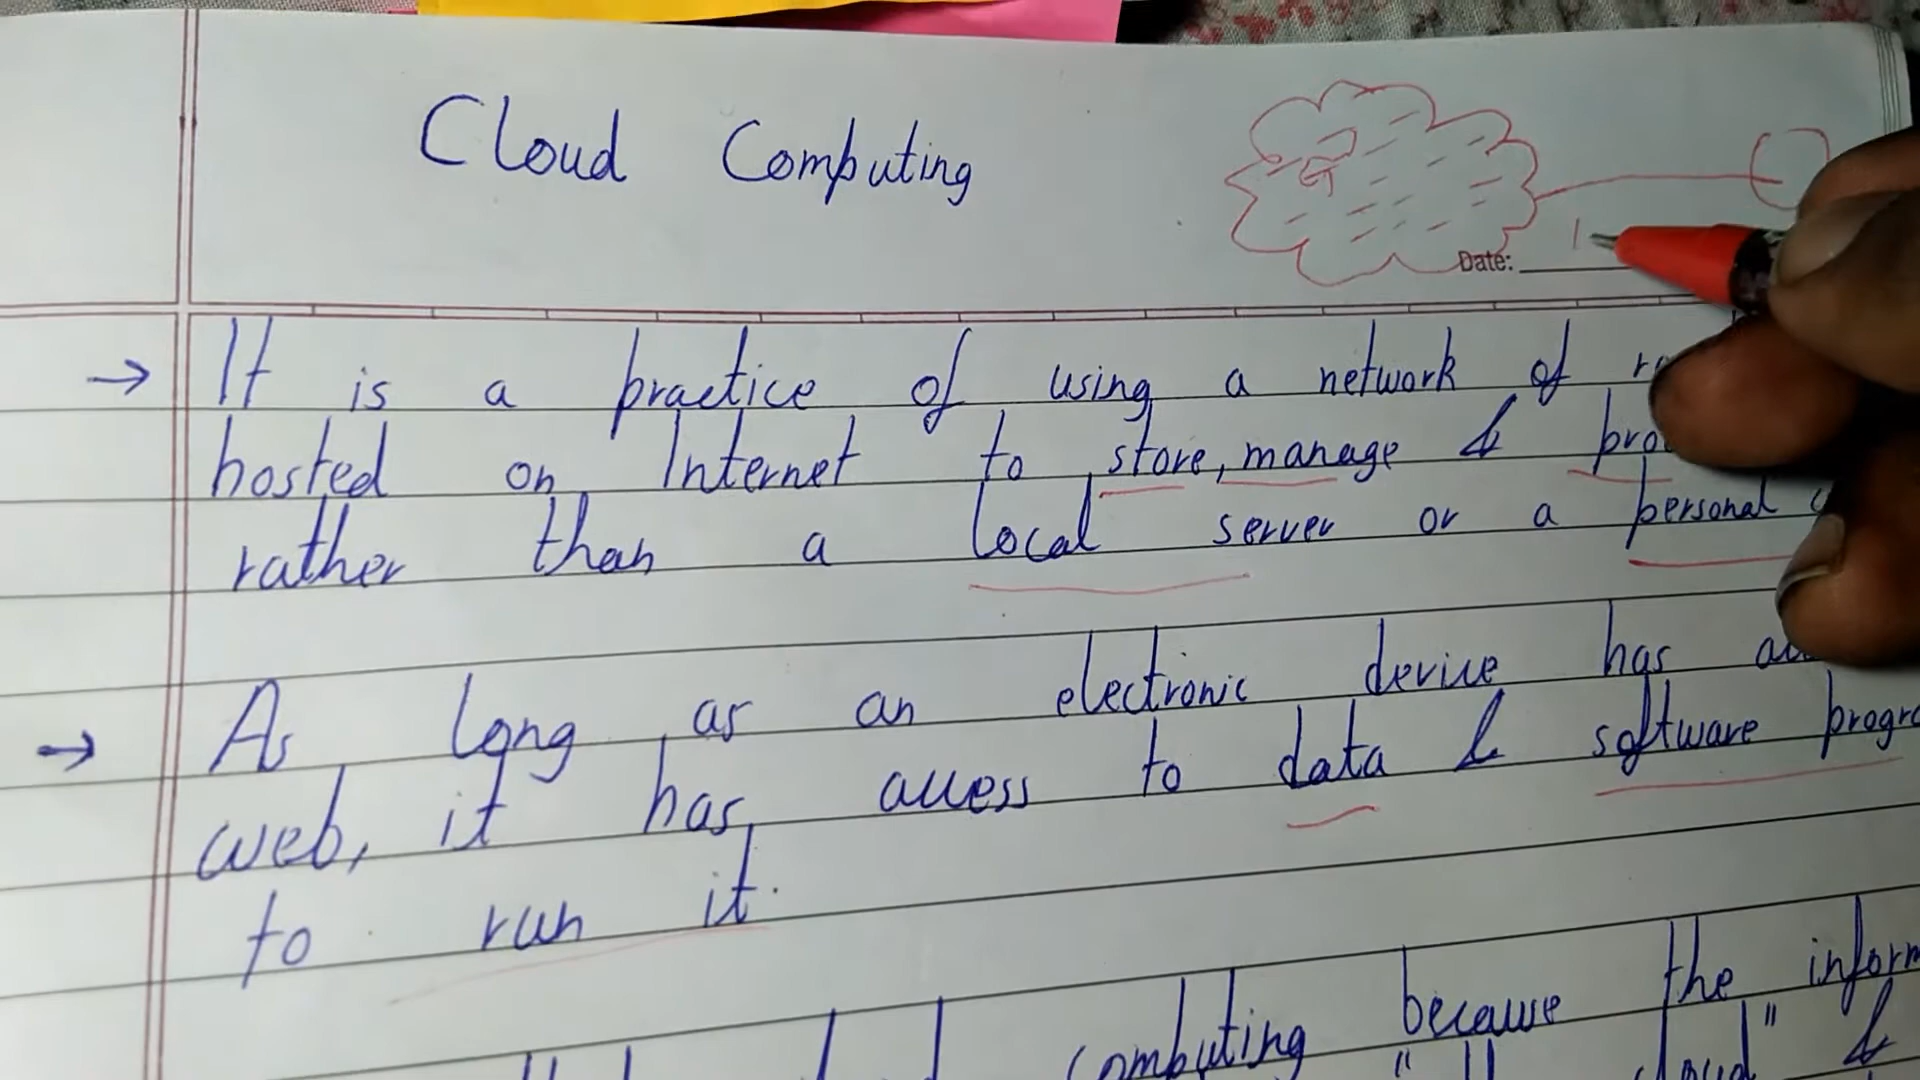 Cloud Computing
G
Date:
→ It is a practice of using a network of
hosted on Internet to store, manage &
rather than a local server or a personal
→ As long as an electronic device has
web, it has access to data & software
to run it.
computing because the
"
cloud" &